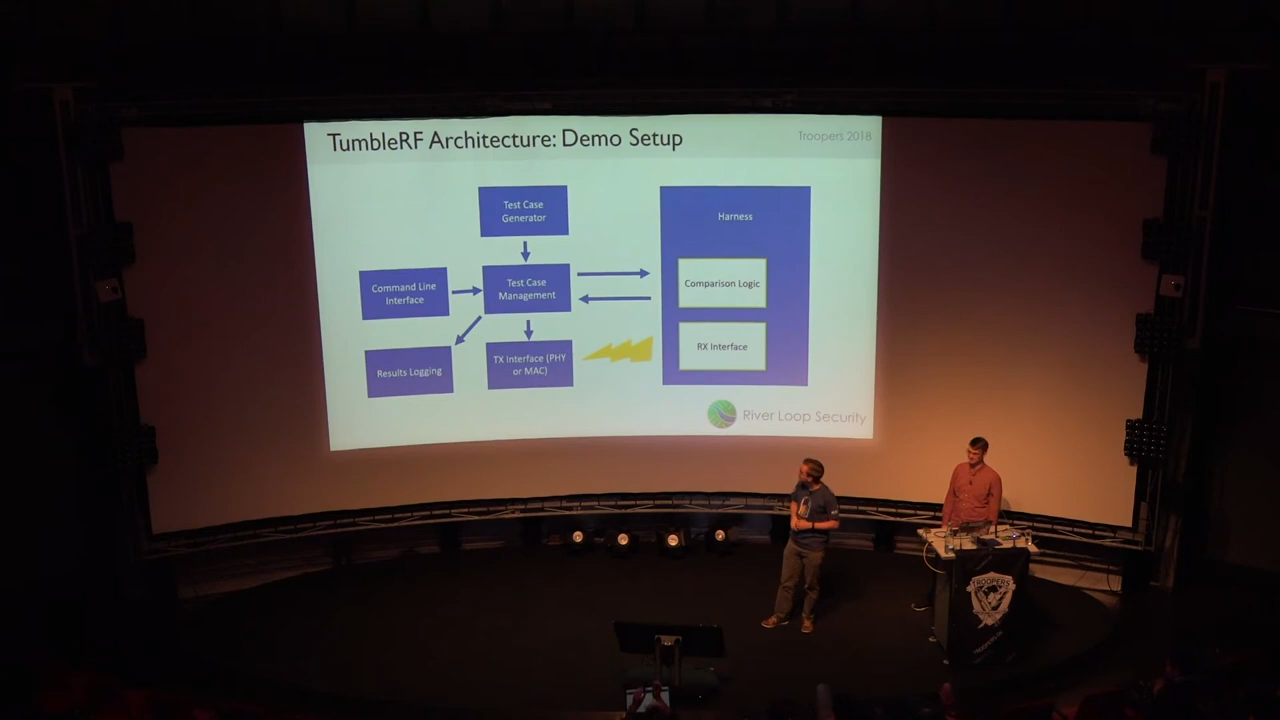 TumbleRF Architecture: Demo Setup
Troopers 2018
Test Case
Generator
Harness
Command Line
Interface
Test Case
Management
Comparison Logic
Results Logging
TX Interface (PHY
or MAC)
RX Interface
River Loop Security
TROOPERS